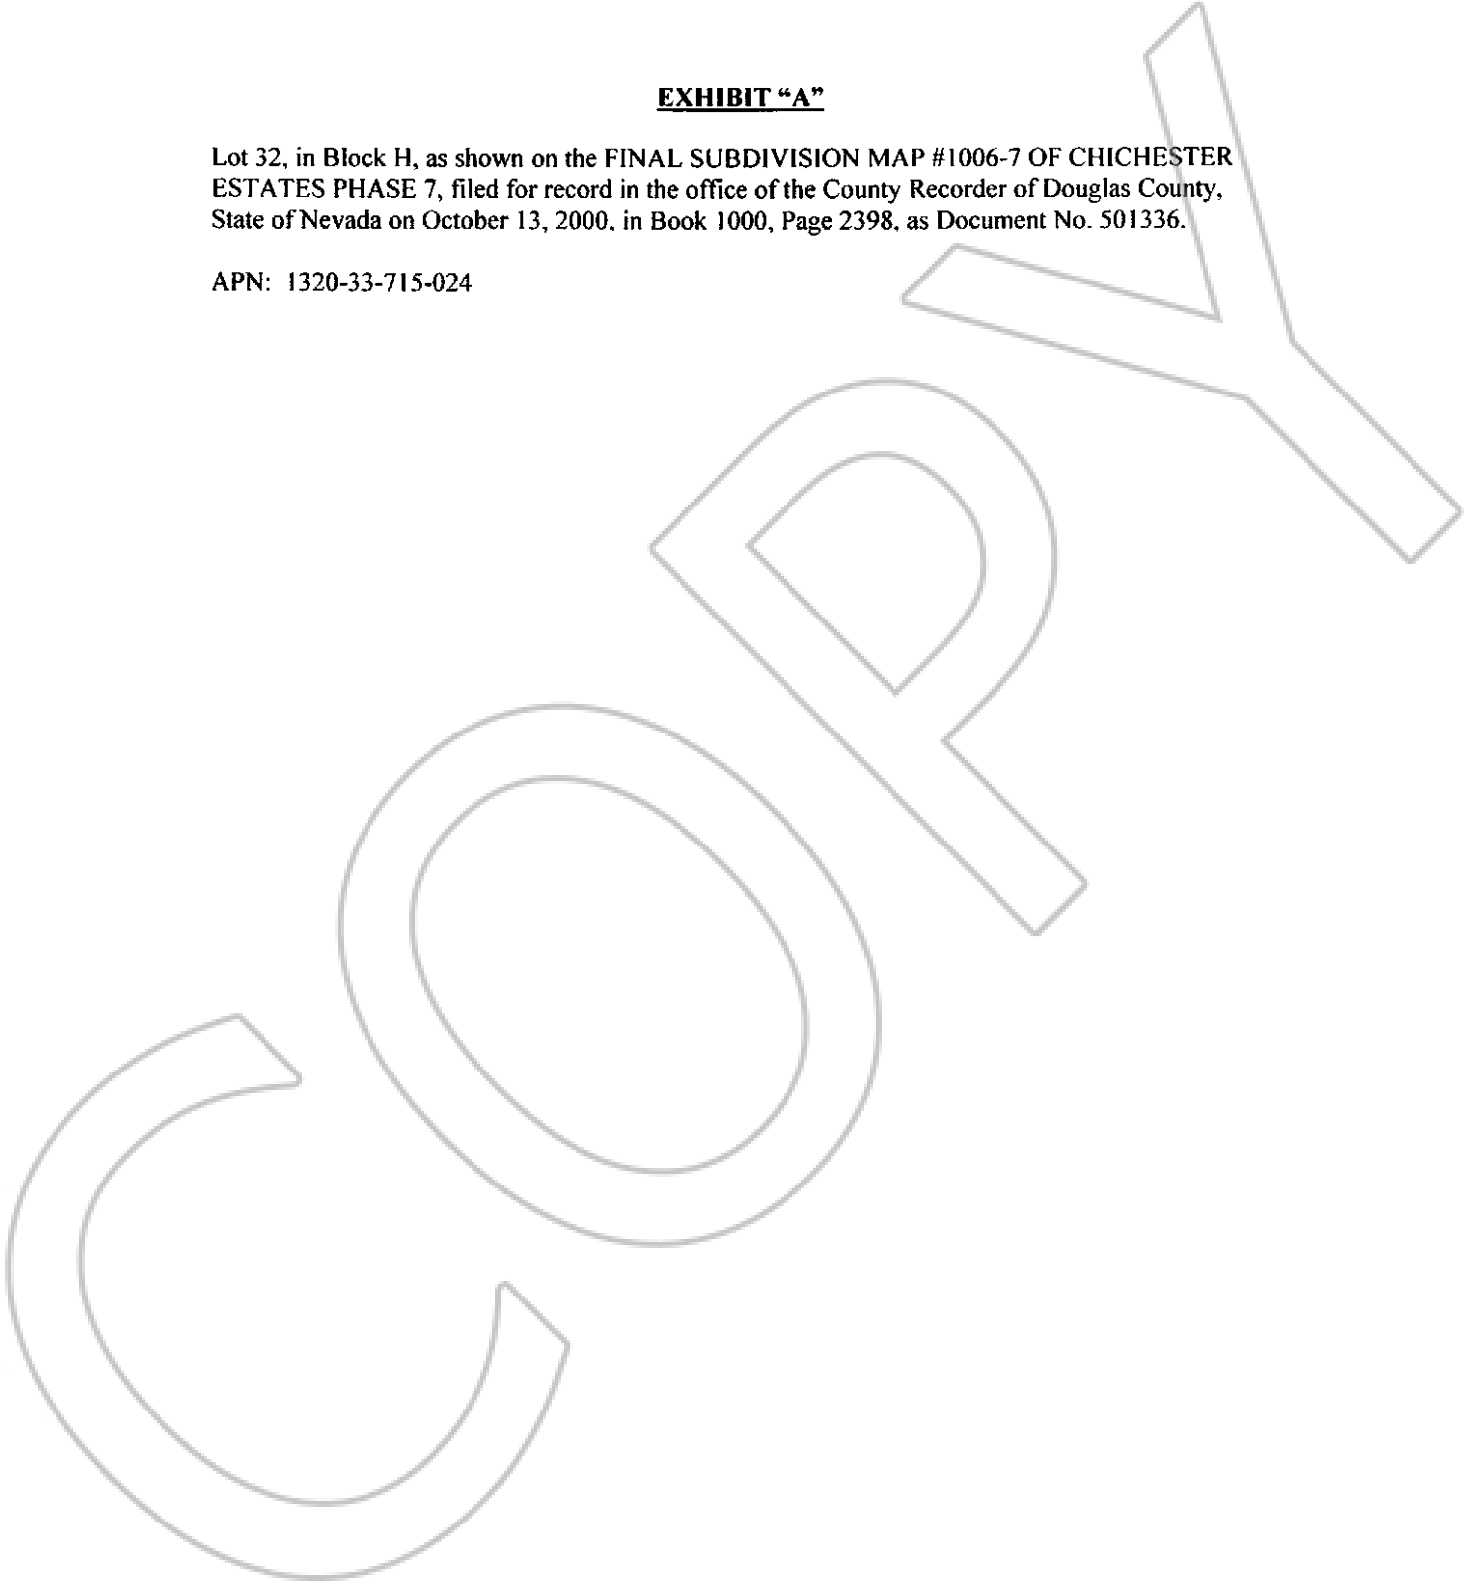 EXHIBIT “A”
Lot 32, in Block H, as shown on the FINAL SUBDIVISION MAP #1006-7 OF CHICHESTER
ESTATES PHASE 7, filed for record in the office of the County Recorder of Douglas County,
State of Nevada on October 13, 2000, in Book 1000, Page 2398, as Document No. 501336.
APN: 1320-33-715-024
COPY